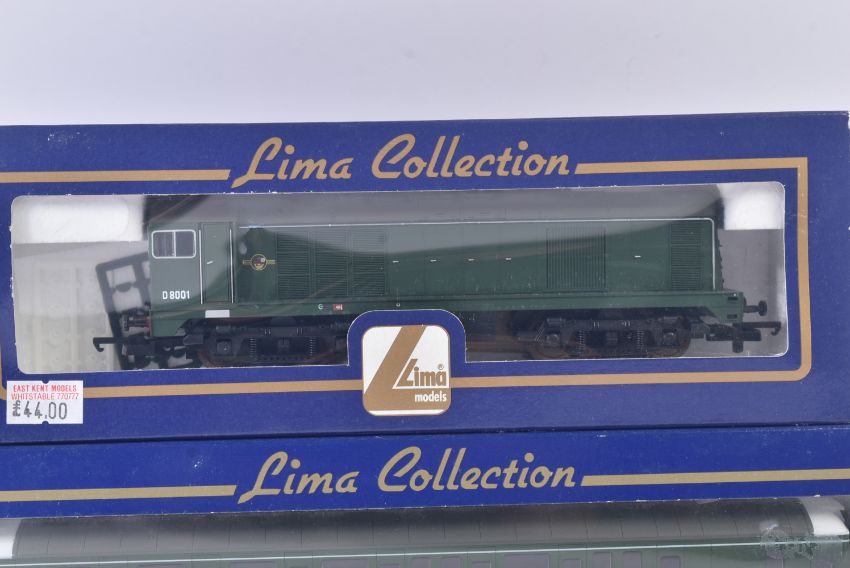 Lima Collection
D8001
Lima ®
models
EAST KENT MODELS
WHITSTABLE 770777
£44.00
Lima Collection